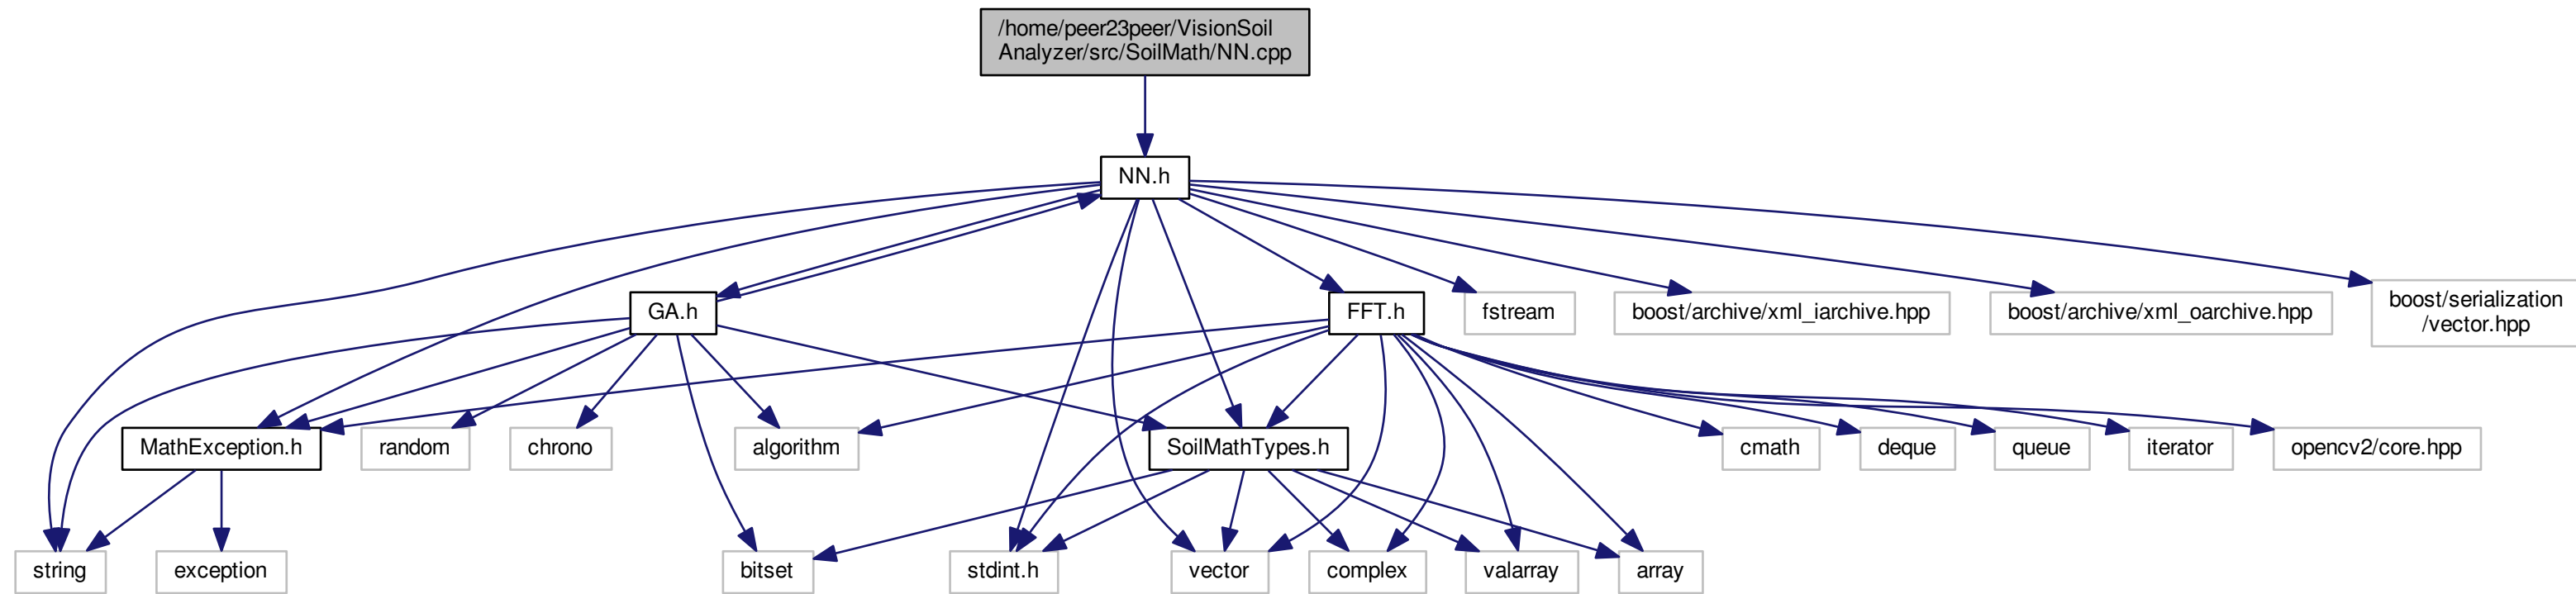 /home/peer23peer/VisionSoil
Analyzer/src/SoilMath/NN.cpp
NN.h
GA.h
FFT.h
fstream
boost/archive/xml_iarchive.hpp
boost/archive/xml_oarchive.hpp
boost/serialization
/vector.hpp
MathException.h
random
chrono
algorithm
SoilMathTypes.h
cmath
deque
queue
iterator
opencv2/core.hpp
string
exception
bitset
stdint.h
vector
complex
valarray
array